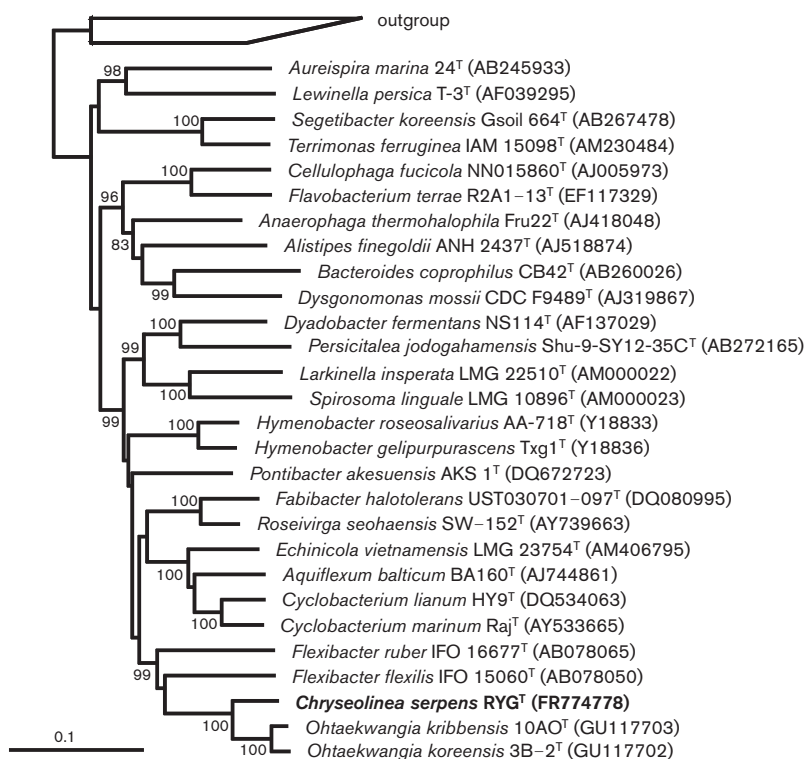 outgroup
98
Aureispira marina 24ᵀ (AB245933)
Lewinella persica T-3ᵀ (AF039295)
100
Segetibacter koreensis Gsoil 664ᵀ (AB267478)
Terrimonas ferruginea IAM 15098ᵀ (AM230484)
100
Cellulophaga fucicola NN015860ᵀ (AJ005973)
96
Flavobacterium terrae R2A1–13ᵀ (EF117329)
Anaerophaga thermohalophila Fru22ᵀ (AJ418048)
83
Alistipes finegoldii ANH 2437ᵀ (AJ518874)
Bacteroides coprophilus CB42ᵀ (AB260026)
99
Dysgonomonas mossii CDC F9489ᵀ (AJ319867)
100
Dyadobacter fermentans NS114ᵀ (AF137029)
99
Persicitalea jodogahamensis Shu-9-SY12-35Cᵀ (AB272165)
Larkinella insperata LMG 22510ᵀ (AM000022)
100
Spirosoma linguale LMG 10896ᵀ (AM000023)
99
100
Hymenobacter roseosalivarius AA-718ᵀ (Y18833)
Hymenobacter gelipurpurascens Txg1ᵀ (Y18836)
Pontibacter akesuensis AKS 1ᵀ (DQ672723)
100
Fabibacter halotolerans UST030701–097ᵀ (DQ080995)
Roseivirga seohaensis SW–152ᵀ (AY739663)
Echinicola vietnamensis LMG 23754ᵀ (AM406795)
100
Aquiflexum balticum BA160ᵀ (AJ744861)
Cyclobacterium lianum HY9ᵀ (DQ534063)
100
Cyclobacterium marinum Rajᵀ (AY533665)
Flexibacter ruber IFO 16677ᵀ (AB078065)
99
Flexibacter flexilis IFO 15060ᵀ (AB078050)
Chryseolinea serpens RYGᵀ (FR774778)
100
Ohtaekwangia kribbensis 10AOᵀ (GU117703)
100
Ohtaekwangia koreensis 3B–2ᵀ (GU117702)
0.1